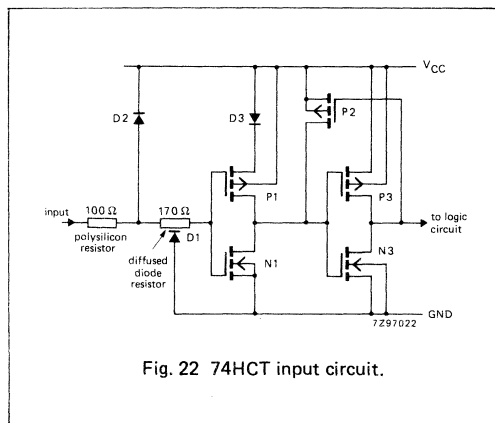 VCC
D2
D3
P2
P1
P3
input
100 Ω
170 Ω
polysilicon
resistor
D1
diffused
diode
resistor
N1
N3
to logic
circuit
7Z97022
GND
Fig. 22 74HCT input circuit.